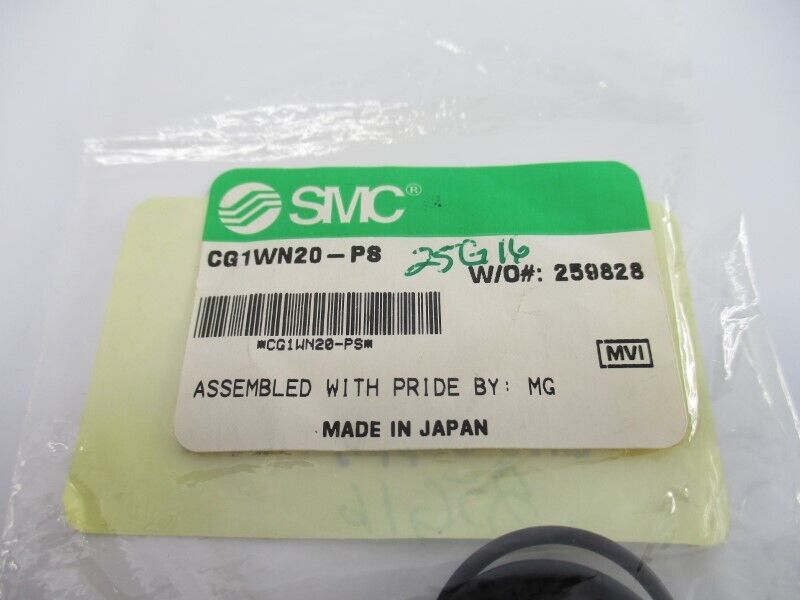 SMC®
CG1WN20-PS 25G16
W/O#: 259828
*CG1WN20-PS*
MVI
ASSEMBLED WITH PRIDE BY: MG
MADE IN JAPAN